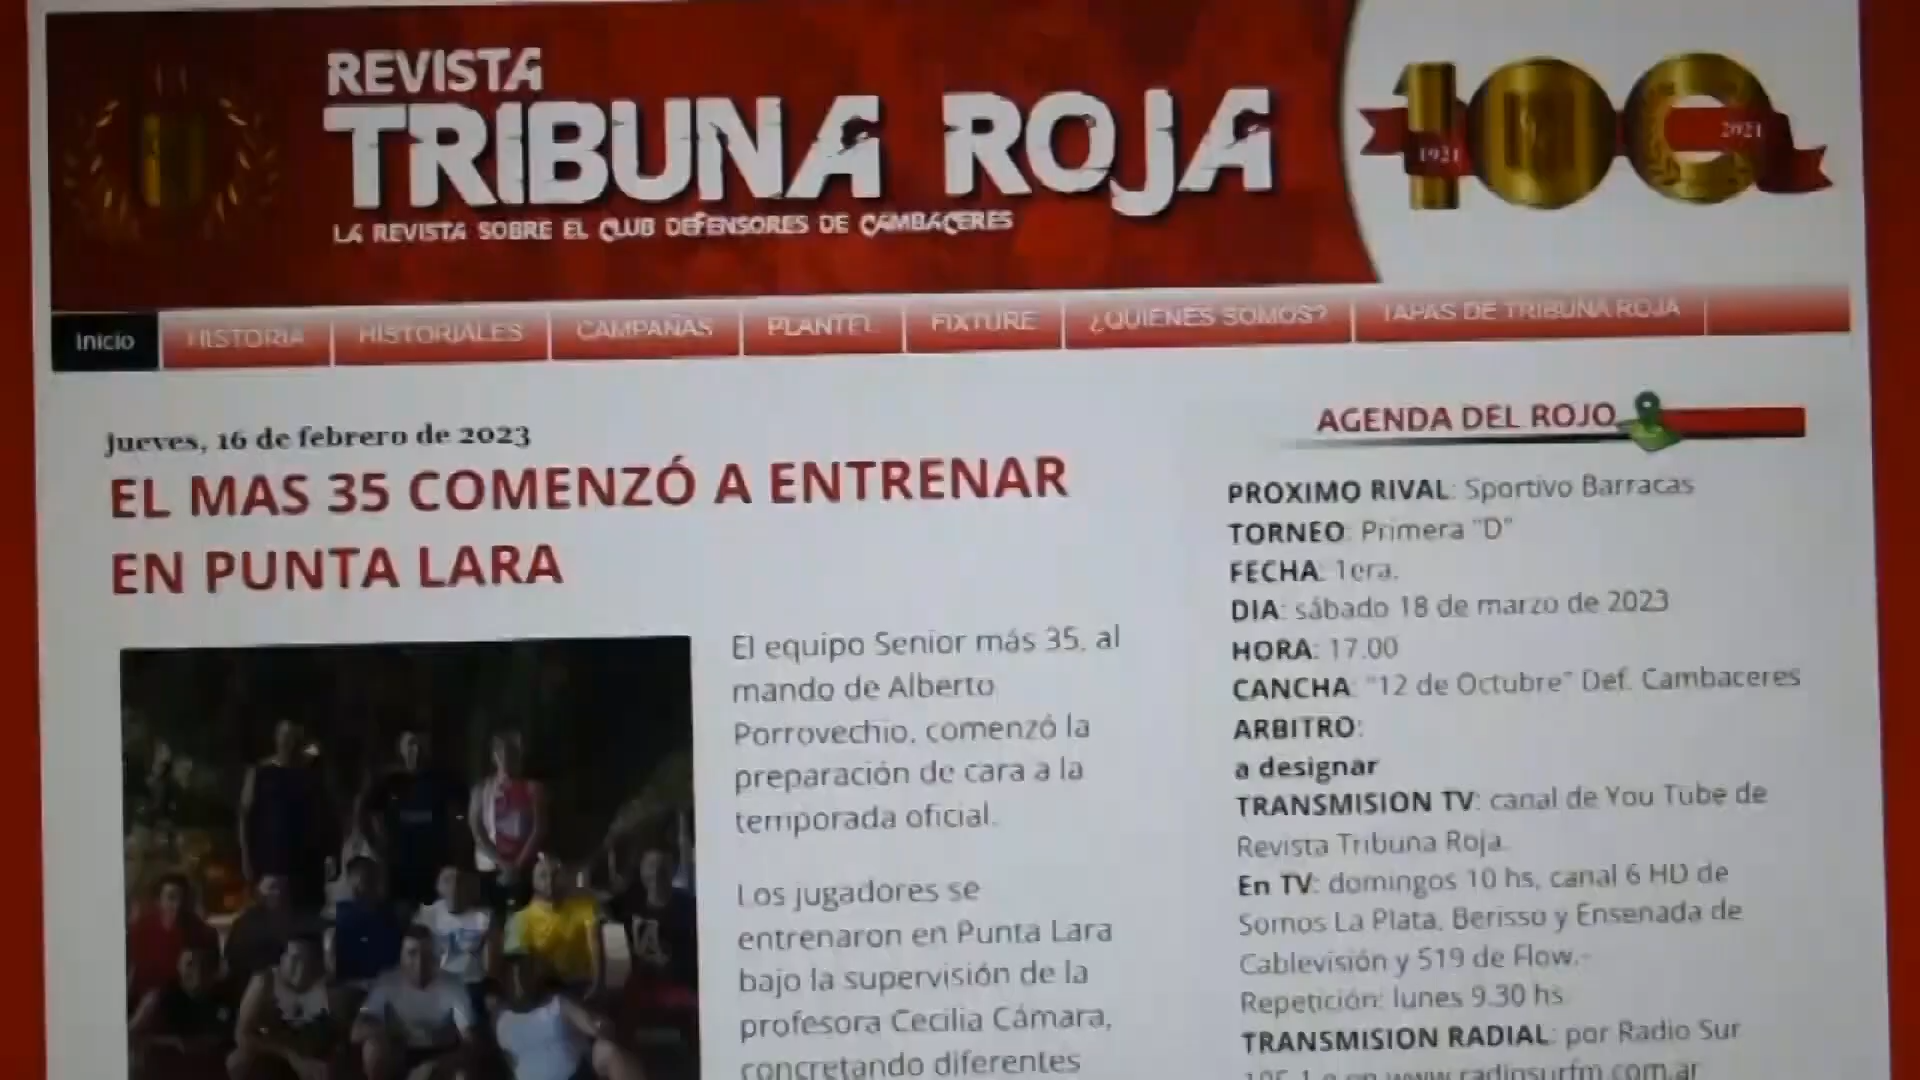 REVISTA
TRIBUNA ROJA
LA REVISTA SOBRE EL CLUB DEFENSORES DE CAMBACERES
1921
100
2021
Inicio
HISTORIA
HISTORIALES
CAMPAÑAS
PLANTEL
FIXTURE
¿QUIENES SOMOS?
TAPAS DE TRIBUNA ROJA
jueves, 16 de febrero de 2023
EL MAS 35 COMENZÓ A ENTRENAR
EN PUNTA LARA
El equipo Senior más 35, al
mando de Alberto
Porrovechio, comenzó la
preparación de cara a la
temporada oficial.
Los jugadores se
entrenaron en Punta Lara
bajo la supervisión de la
profesora Cecilia Cámara,
concretando diferentes
AGENDA DEL ROJO
PROXIMO RIVAL: Sportivo Barracas
TORNEO: Primera "D"
FECHA: 1era.
DIA: sábado 18 de marzo de 2023
HORA: 17.00
CANCHA: "12 de Octubre" Def. Cambaceres
ARBITRO:
a designar
TRANSMISION TV: canal de You Tube de
Revista Tribuna Roja.
En TV: domingos 10 hs, canal 6 HD de
Somos La Plata, Berisso y Ensenada de
Cablevisión y 519 de Flow.-
Repetición: lunes 9.30 hs
TRANSMISION RADIAL: por Radio Sur
www.radiosurfm.com.ar